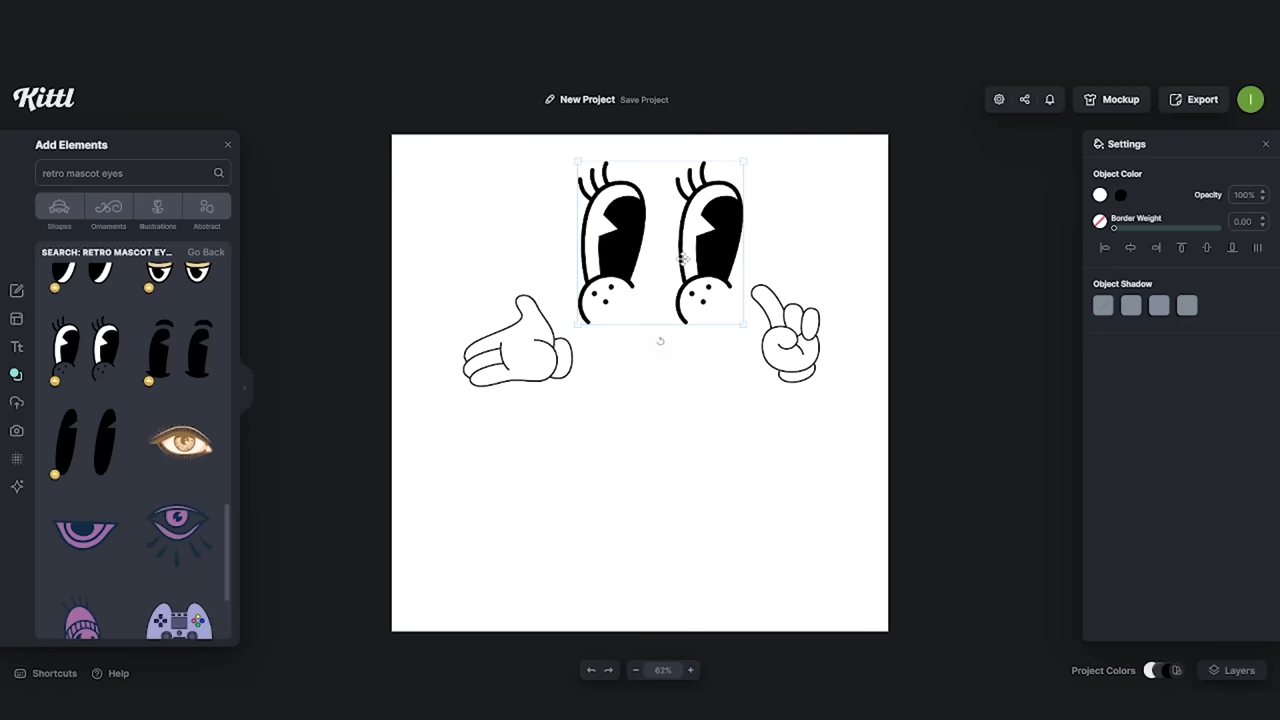 Kittl
New Project Save Project
Mockup
Export
I
Add Elements
retro mascot eyes
Shapes Ornaments Illustrations Abstract
SEARCH: RETRO MASCOT EY... Go Back
Tt
Settings
Object Color
Opacity 100%
Border Weight 0.00
Object Shadow
Shortcuts Help
62%
Project Colors
Layers